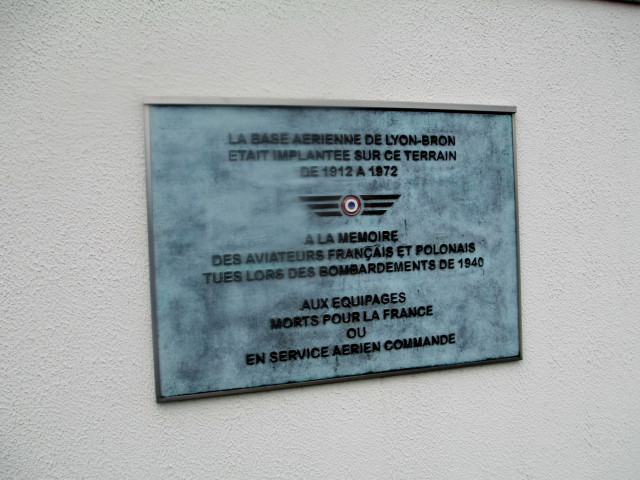 LA BASE AERIENNE DE LYON-BRON
ETAIT IMPLANTEE SUR CE TERRAIN
DE 1912 A 1972
A LA MEMOIRE
DES AVIATEURS FRANÇAIS ET POLONAIS
TUES LORS DES BOMBARDEMENTS DE 1940
AUX EQUIPAGES
MORTS POUR LA FRANCE
OU
EN SERVICE AERIEN COMMANDE